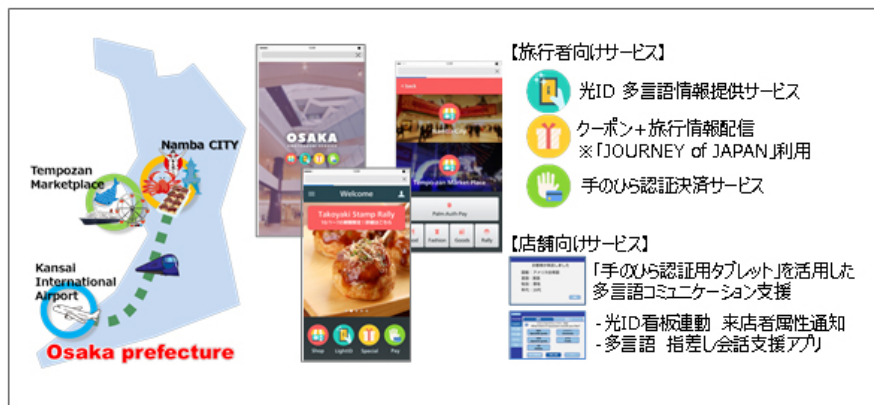 Namba CITY
Tempozan
Marketplace
Kansai
International
Airport
Osaka prefecture
OSAKA
Welcome
Takoyaki Stamp Rally
Shop
LightID
Special
Pay
back
Tempozan Market Place
Palm Auth Pay
Fashion
Goods
Rally
【旅行者向けサービス】
光ID 多言語情報提供サービス
クーポン+旅行情報配信
※「JOURNEY of JAPAN」利用
手のひら認証決済サービス
【店舗向けサービス】
「手のひら認証用タブレット」を活用した
多言語コミュニケーション支援
- 光ID看板連動 来店者属性通知
- 多言語 指差し会話支援アプリ